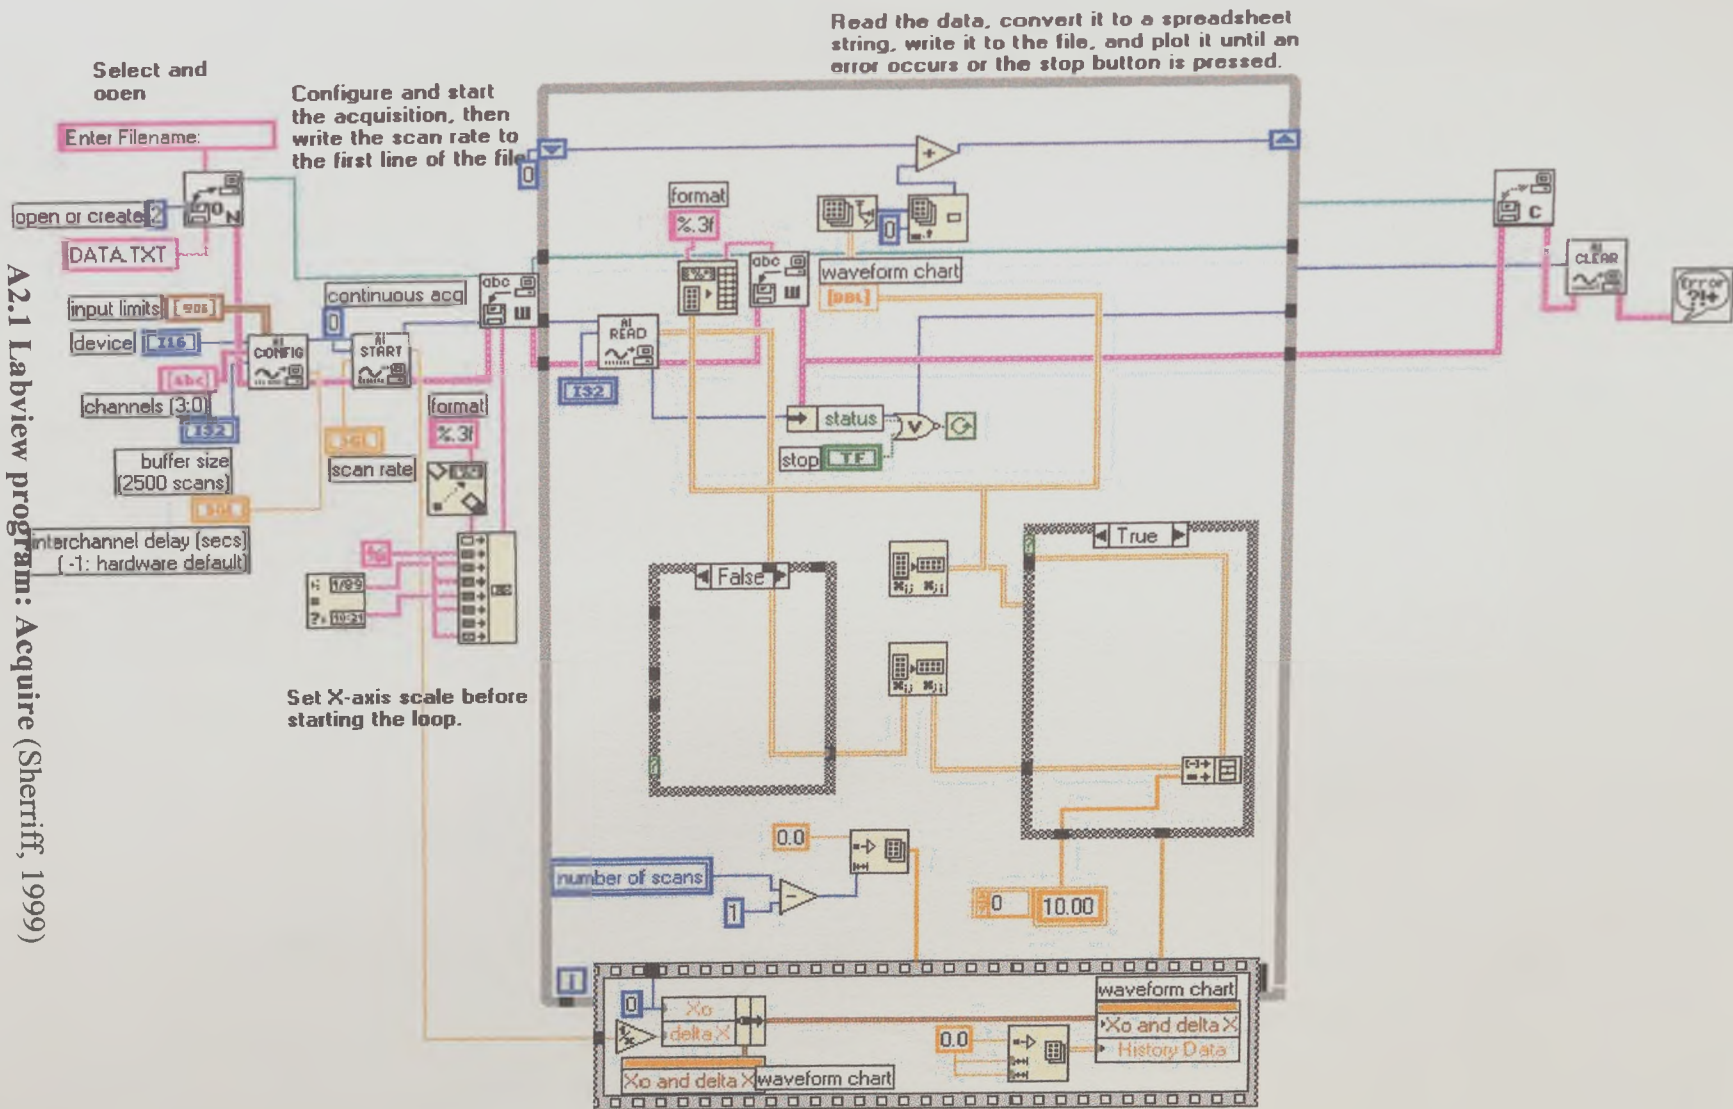 A2.1 Labview program: Acquire (Sherriff, 1999)
Select and
open
Configure and start
the acquisition, then
write the scan rate to
the first line of the file
Read the data, convert it to a spreadsheet
string, write it to the file, and plot it until an
error occurs or the stop button is pressed.
Enter Filename:
open or create
2
O
N
DATA.TXT
input limits
device
I16
[abc]
channels (3:0)
I32
buffer size
(2500 scans)
interchannel delay (secs)
( -1: hardware default)
AI
CONFIG
continuous acq
0
AI
START
scan rate
abc
format
%.3f
Set X-axis scale before
starting the loop.
0
format
%.3f
abc
+
0
waveform chart
[DBL]
AI
READ
I32
status
stop
TF
V
False
True
0.0
number of scans
1
-
0
10.00
i
0
Xo
delta X
1/x
Xo and delta X
waveform chart
0.0
waveform chart
Xo and delta X
History Data
C
AI
CLEAR
Error
?!+